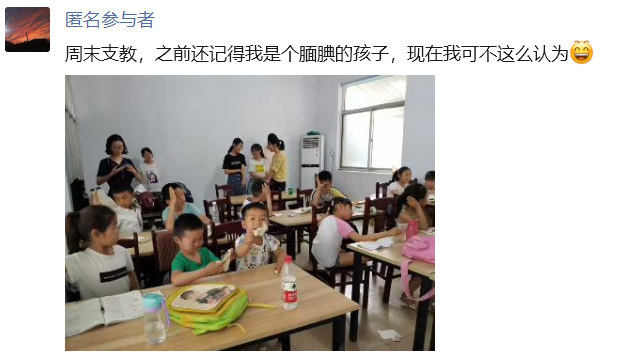 匿名参与者
周末支教，之前还记得我是个腼腆的孩子，现在我可不这么认为